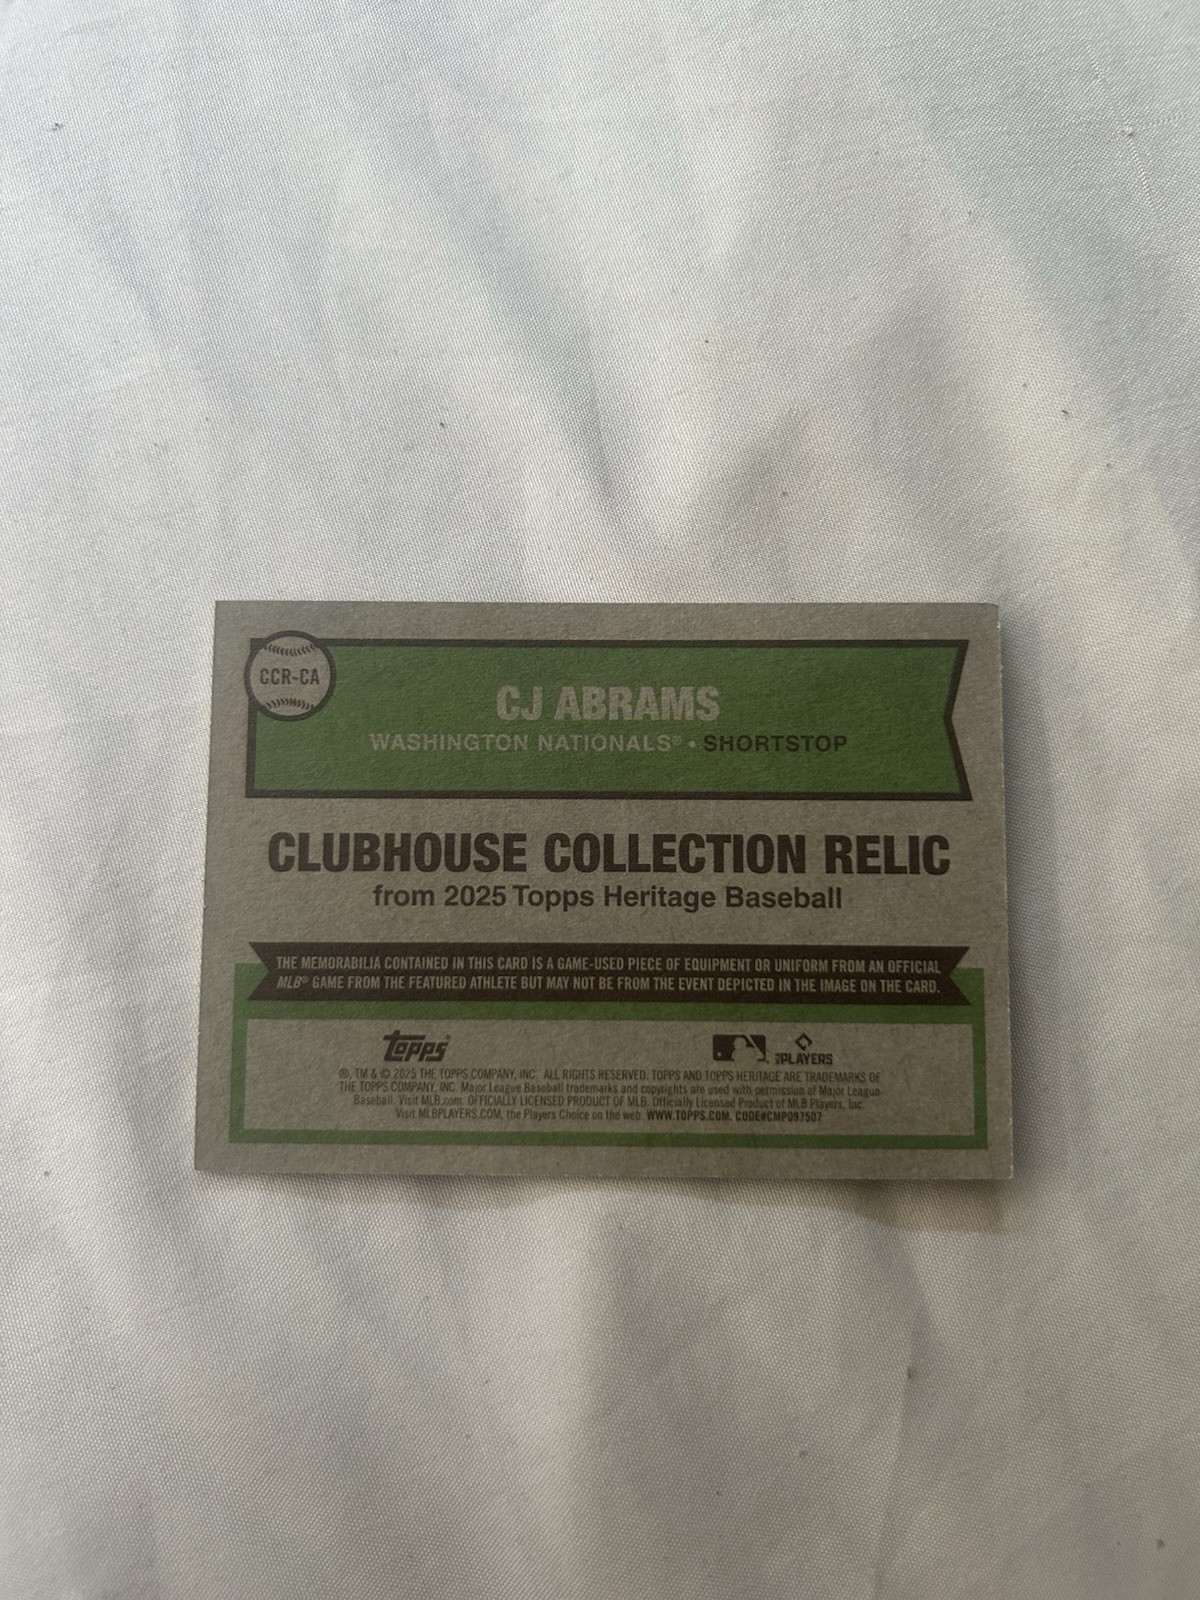 CCR-CA
CJ ABRAMS
WASHINGTON NATIONALS® • SHORTSTOP
CLUBHOUSE COLLECTION RELIC
from 2025 Topps Heritage Baseball
THE MEMORABILIA CONTAINED IN THIS CARD IS A GAME-USED PIECE OF EQUIPMENT OR UNIFORM FROM AN OFFICIAL
MLB® GAME FROM THE FEATURED ATHLETE BUT MAY NOT BE FROM THE EVENT DEPICTED IN THE IMAGE ON THE CARD.
Topps®
PLAYERS
®, TM & © 2025 THE TOPPS COMPANY, INC. ALL RIGHTS RESERVED. TOPPS AND TOPPS HERITAGE ARE TRADEMARKS OF
THE TOPPS COMPANY, INC. Major League Baseball trademarks and copyrights are used with permission of Major League
Baseball. Visit MLB.com. OFFICIALLY LICENSED PRODUCT OF MLB. Officially Licensed Product of MLB Players, Inc.
Visit MLBPLAYERS.COM, the Players Choice on the web. WWW.TOPPS.COM. CODE#CMP097507